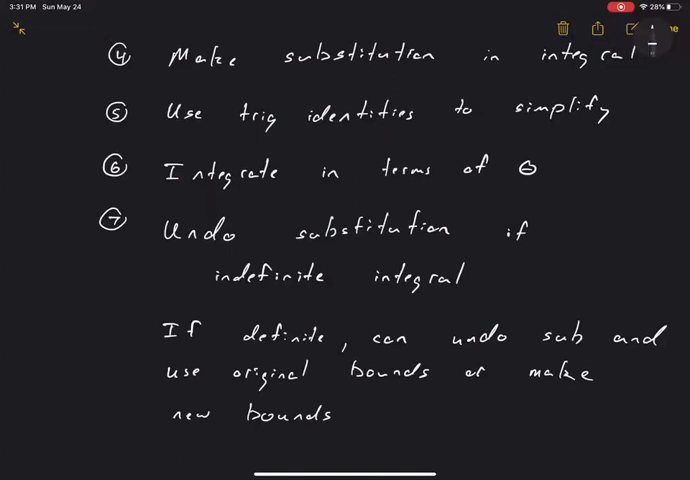 3:31 PM Sun May 24 28%
④ Make substitution in integral
⑤ Use trig identities to simplify
⑥ Integrate in terms of θ
⑦ Undo substitution if
indefinite integral
If definite, can undo sub and
use original bounds or make
new bounds